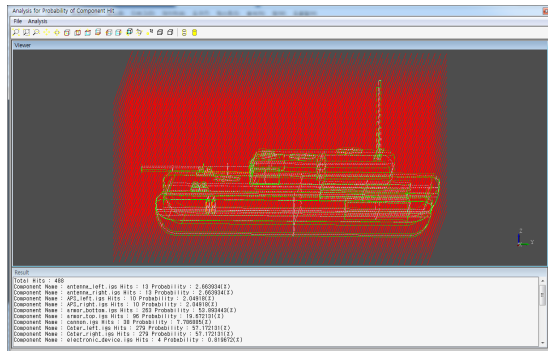 Analysis for Probability of Component Hit
File Analysis
Viewer
Result
Total Hits : 488
Component Name : antenna_left.igs Hits : 13 Probability : 2.663934(%)
Component Name : antenna_right.igs Hits : 13 Probability : 2.663934(%)
Component Name : APS_left.igs Hits : 10 Probability : 2.04918(%)
Component Name : APS_right.igs Hits : 10 Probability : 2.04918(%)
Component Name : armor_bottom.igs Hits : 263 Probability : 53.893443(%)
Component Name : armor_top.igs Hits : 96 Probability : 19.672131(%)
Component Name : cannon.igs Hits : 38 Probability : 7.786885(%)
Component Name : Cater_left.igs Hits : 279 Probability : 57.172131(%)
Component Name : Cater_right.igs Hits : 279 Probability : 57.172131(%)
Component Name : electronic_device.igs Hits : 4 Probability : 0.819672(%)